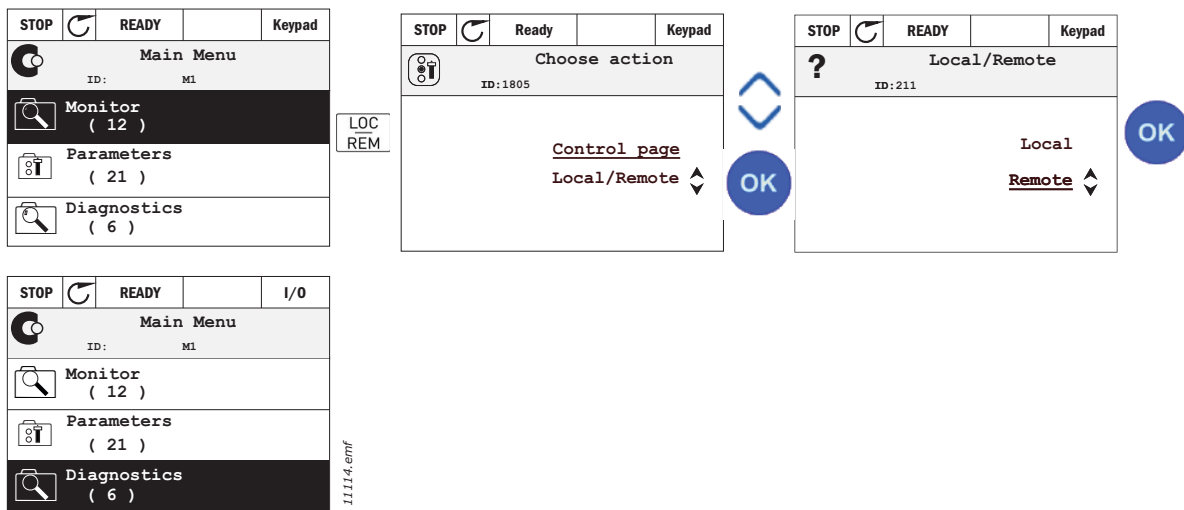 STOP READY Keypad
Main Menu
ID: M1
Monitor
( 12 )
Parameters
( 21 )
Diagnostics
( 6 )
LOC
REM
STOP Ready Keypad
Choose action
ID:1805
Control page
Local/Remote
OK
STOP READY Keypad
?
Local/Remote
ID:211
Local
Remote
OK
STOP READY I/0
Main Menu
ID: M1
Monitor
( 12 )
Parameters
( 21 )
Diagnostics
( 6 )
11114.emf